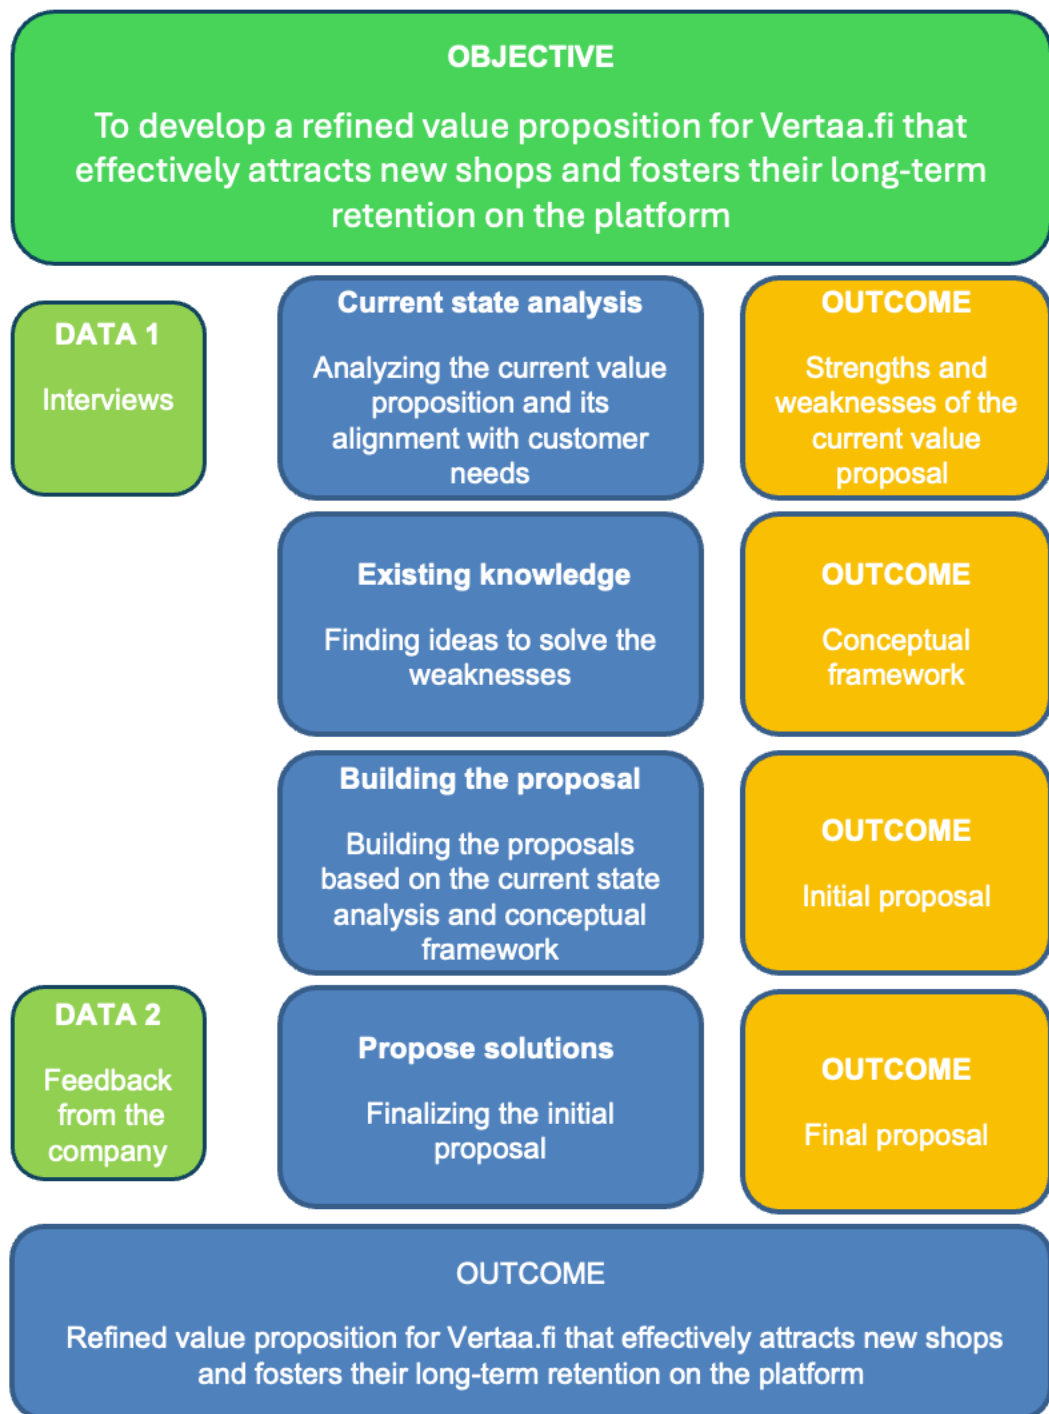 OBJECTIVE
To develop a refined value proposition for Vertaa.fi that
effectively attracts new shops and fosters their long-term
retention on the platform
DATA 1
Interviews
Current state analysis
Analyzing the current value
proposition and its
alignment with customer
needs
OUTCOME
Strengths and
weaknesses of the
current value
proposal
Existing knowledge
Finding ideas to solve the
weaknesses
OUTCOME
Conceptual
framework
Building the proposal
Building the proposals
based on the current state
analysis and conceptual
framework
OUTCOME
Initial proposal
DATA 2
Feedback
from the
company
Propose solutions
Finalizing the initial
proposal
OUTCOME
Final proposal
OUTCOME
Refined value proposition for Vertaa.fi that effectively attracts new shops
and fosters their long-term retention on the platform